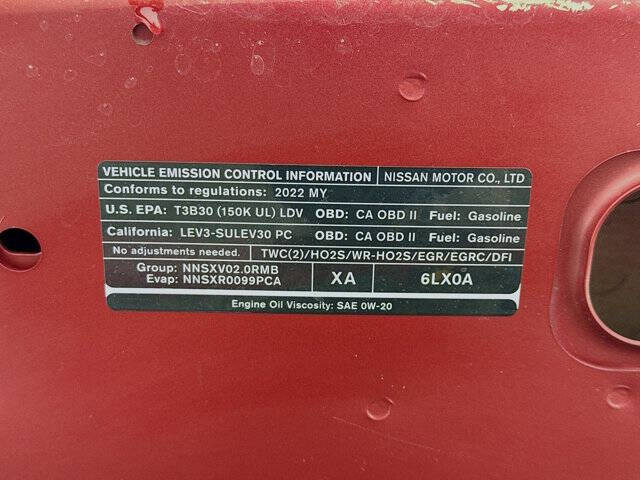 VEHICLE EMISSION CONTROL INFORMATION NISSAN MOTOR CO., LTD
Conforms to regulations: 2022 MY
U.S. EPA: T3B30 (150K UL) LDV OBD: CA OBD II Fuel: Gasoline
California: LEV3-SULEV30 PC OBD: CA OBD II Fuel: Gasoline
No adjustments needed. TWC(2)/HO2S/WR-HO2S/EGR/EGRC/DFI
Group: NNSXV02.0RMB
Evap: NNSXR0099PCA
XA 6LX0A
Engine Oil Viscosity: SAE 0W-20